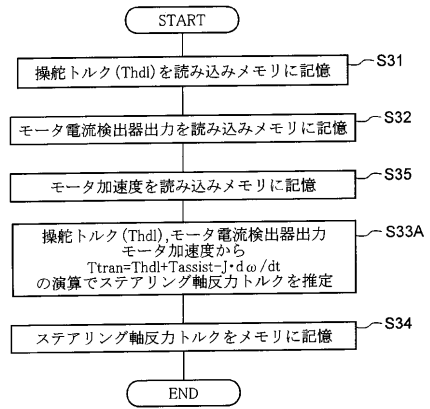 START
操舵トルク(Thdl)を読み込みメモリに記憶
S31
モータ電流検出器出力を読み込みメモリに記憶
S32
モータ加速度を読み込みメモリに記憶
S35
操舵トルク(Thdl),モータ電流検出器出力
モータ加速度から
Ttran=Thdl+Tassist-J・dω/dt
の演算でステアリング軸反力トルクを推定
S33A
ステアリング軸反力トルクをメモリに記憶
S34
END